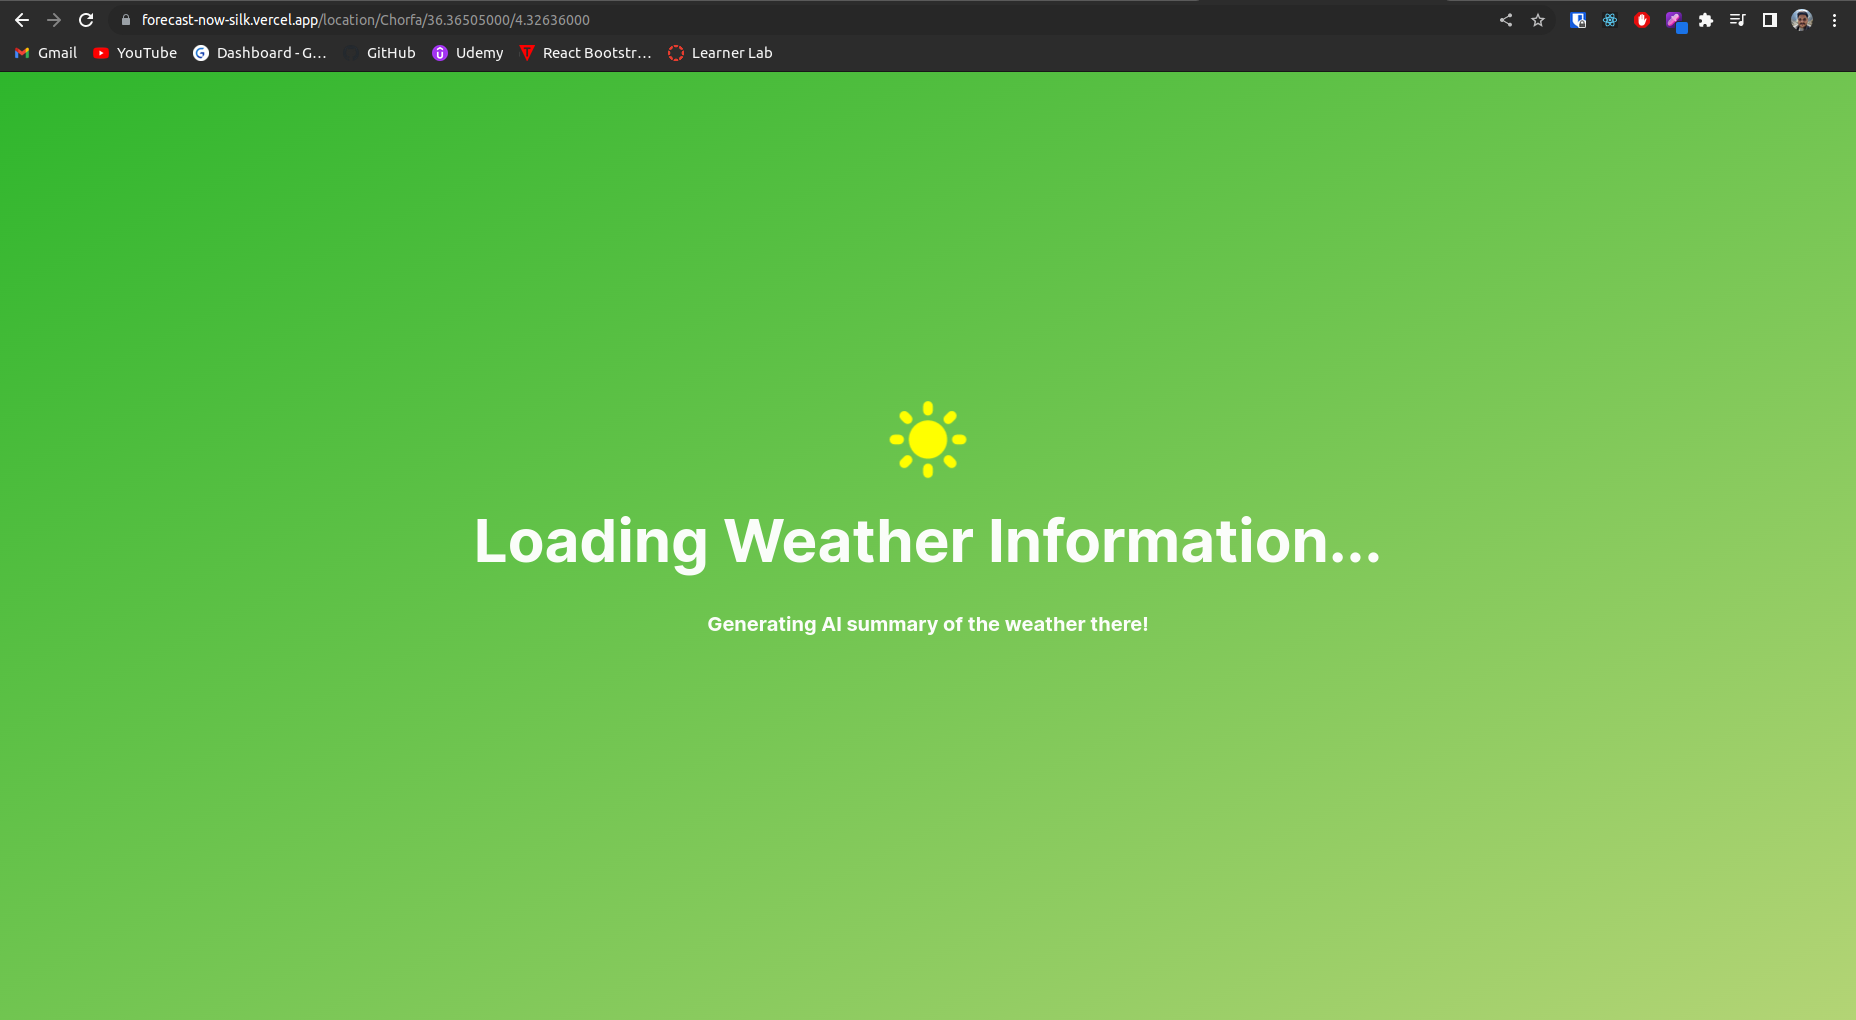 forecast-now-silk.vercel.app/location/Chorfa/36.36505000/4.32636000
Gmail YouTube Dashboard - G... GitHub Udemy React Bootstr... Learner Lab
Loading Weather Information...
Generating AI summary of the weather there!